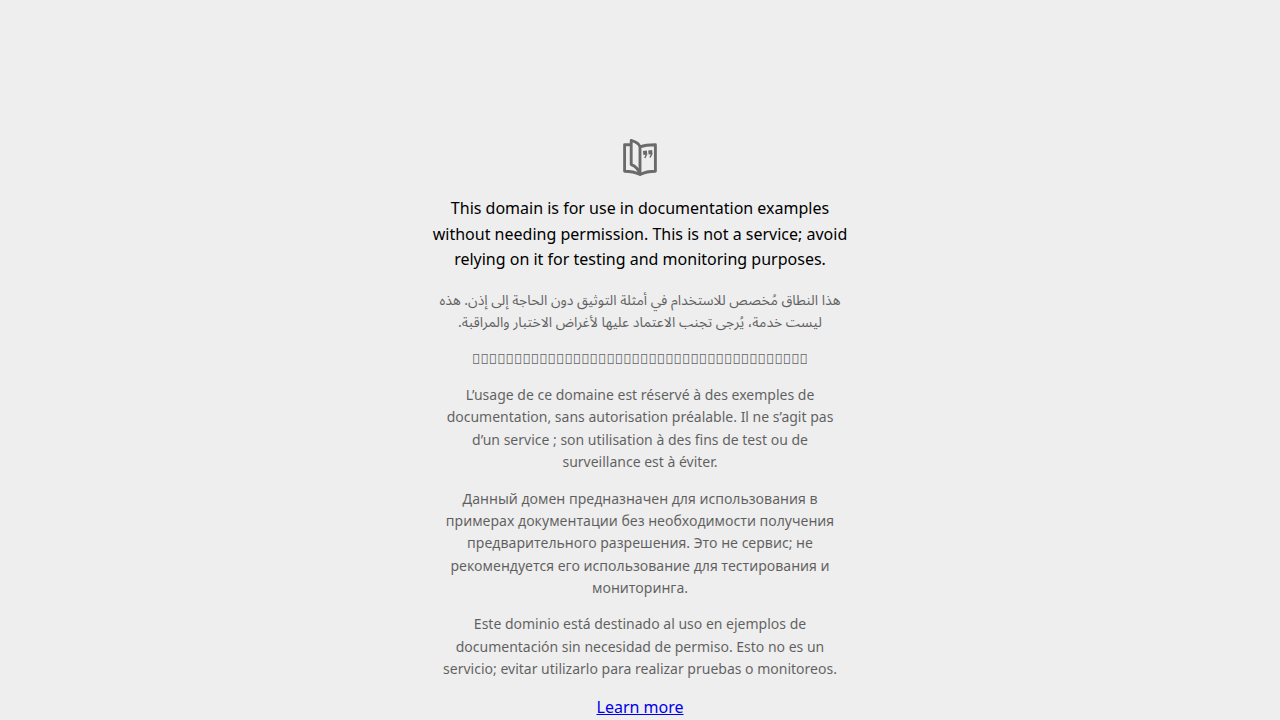 This domain is for use in documentation examples
without needing permission. This is not a service; avoid
relying on it for testing and monitoring purposes.
هذا النطاق مُخصص للاستخدام في أمثلة التوثيق دون الحاجة إلى إذن. هذه
ليست خدمة، يُرجى تجنب الاعتماد عليها لأغراض الاختبار والمراقبة.
L’usage de ce domaine est réservé à des exemples de
documentation, sans autorisation préalable. Il ne s’agit pas
d’un service ; son utilisation à des fins de test ou de
surveillance est à éviter.
Данный домен предназначен для использования в
примерах документации без необходимости получения
предварительного разрешения. Это не сервис; не
рекомендуется его использование для тестирования и
мониторинга.
Este dominio está destinado al uso en ejemplos de
documentación sin necesidad de permiso. Esto no es un
servicio; evitar utilizarlo para realizar pruebas o monitoreos.
Learn more